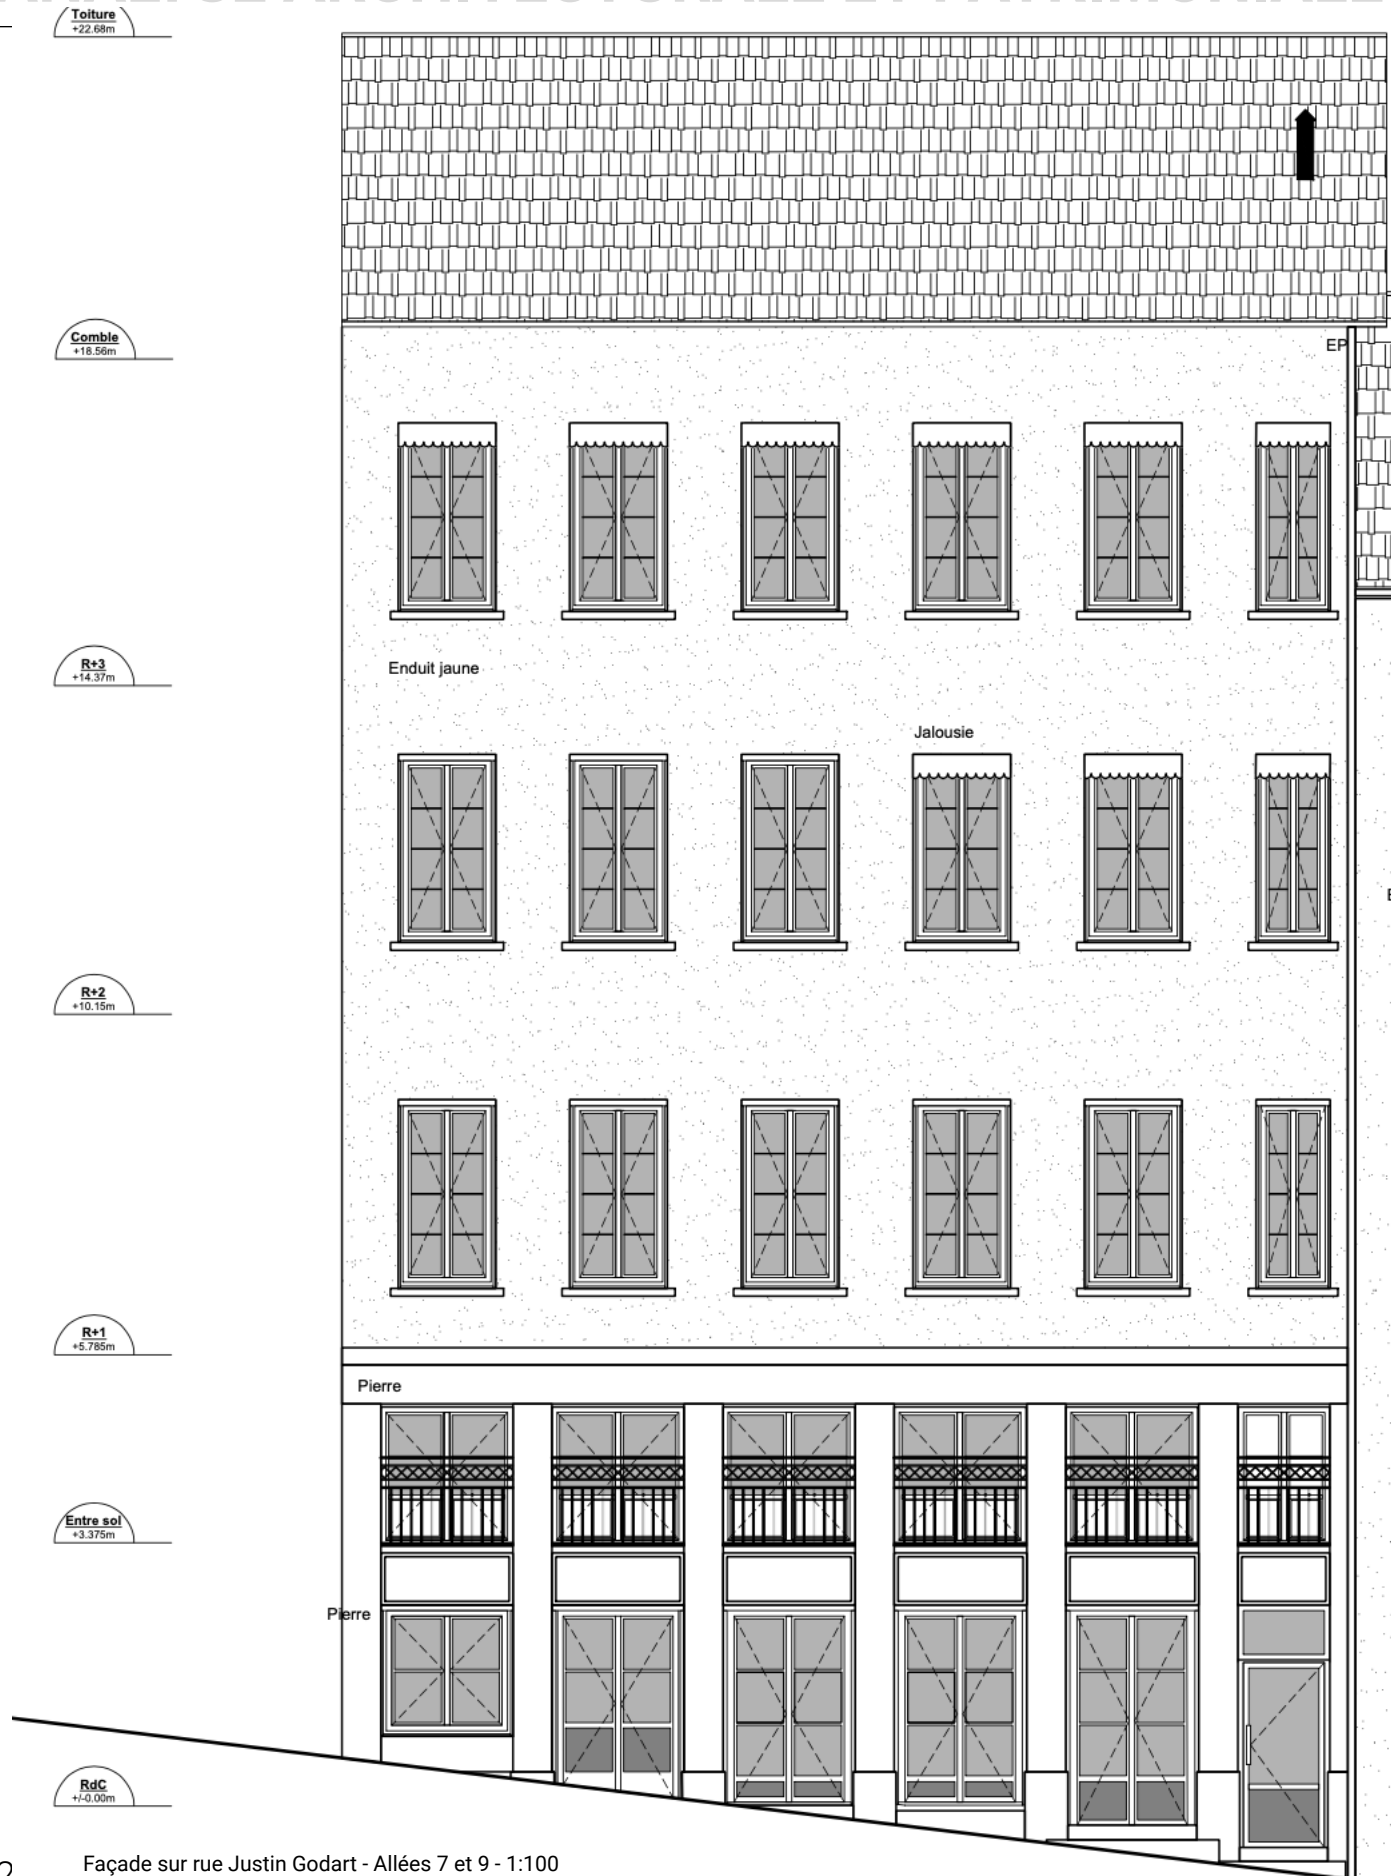 Toiture
+22.68m
Comble
+18.56m
EP
R+3
+14.37m
Enduit jaune
Jalousie
R+2
+10.15m
R+1
+5.785m
Pierre
Entre sol
+3.375m
Pierre
RdC
+/-0.00m
Façade sur rue Justin Godart - Allées 7 et 9 - 1:100